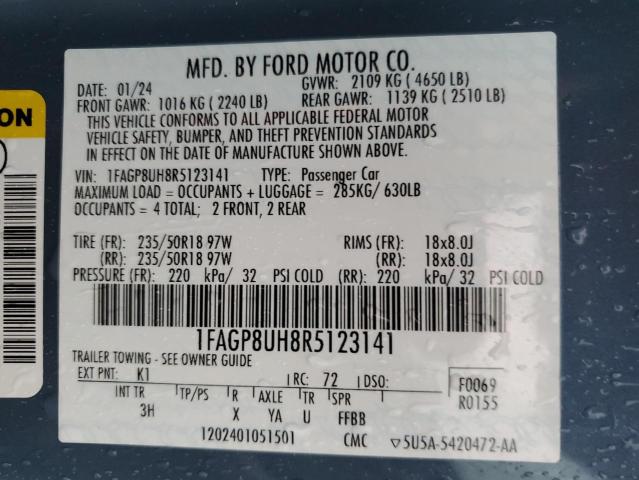 MFD. BY FORD MOTOR CO.
DATE: 01/24 GVWR: 2109 KG ( 4650 LB)
FRONT GAWR: 1016 KG ( 2240 LB) REAR GAWR: 1139 KG ( 2510 LB)
THIS VEHICLE CONFORMS TO ALL APPLICABLE FEDERAL MOTOR
VEHICLE SAFETY, BUMPER, AND THEFT PREVENTION STANDARDS
IN EFFECT ON THE DATE OF MANUFACTURE SHOWN ABOVE.
VIN: 1FAGP8UH8R5123141 TYPE: Passenger Car
MAXIMUM LOAD = OCCUPANTS + LUGGAGE = 285KG/ 630LB
OCCUPANTS = 4 TOTAL; 2 FRONT, 2 REAR
TIRE (FR): 235/50R18 97W RIMS (FR): 18x8.0J
(RR): 235/50R18 97W (RR): 18x8.0J
PRESSURE (FR): 220 kPa/ 32 PSI COLD (RR): 220 kPa/ 32 PSI COLD
1FAGP8UH8R5123141
TRAILER TOWING - SEE OWNER GUIDE
EXT PNT: K1 RC: 72 DSO: F0069
INT TR TP/PS R AXLE TR SPR R0155
3H X YA U FFBB
1202401051501 CMC ▽5U5A-5420472-AA
ON